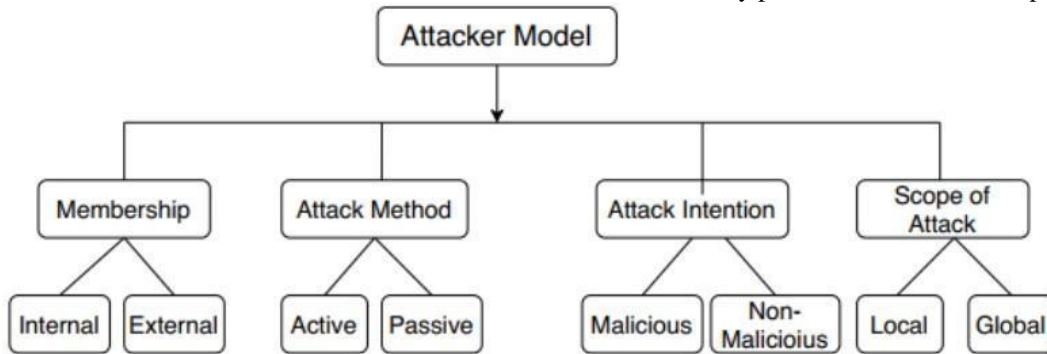 Attacker Model
Membership
Attack Method
Attack Intention
Scope of
Attack
Internal
External
Active
Passive
Malicious
Non-
Malicioius
Local
Global